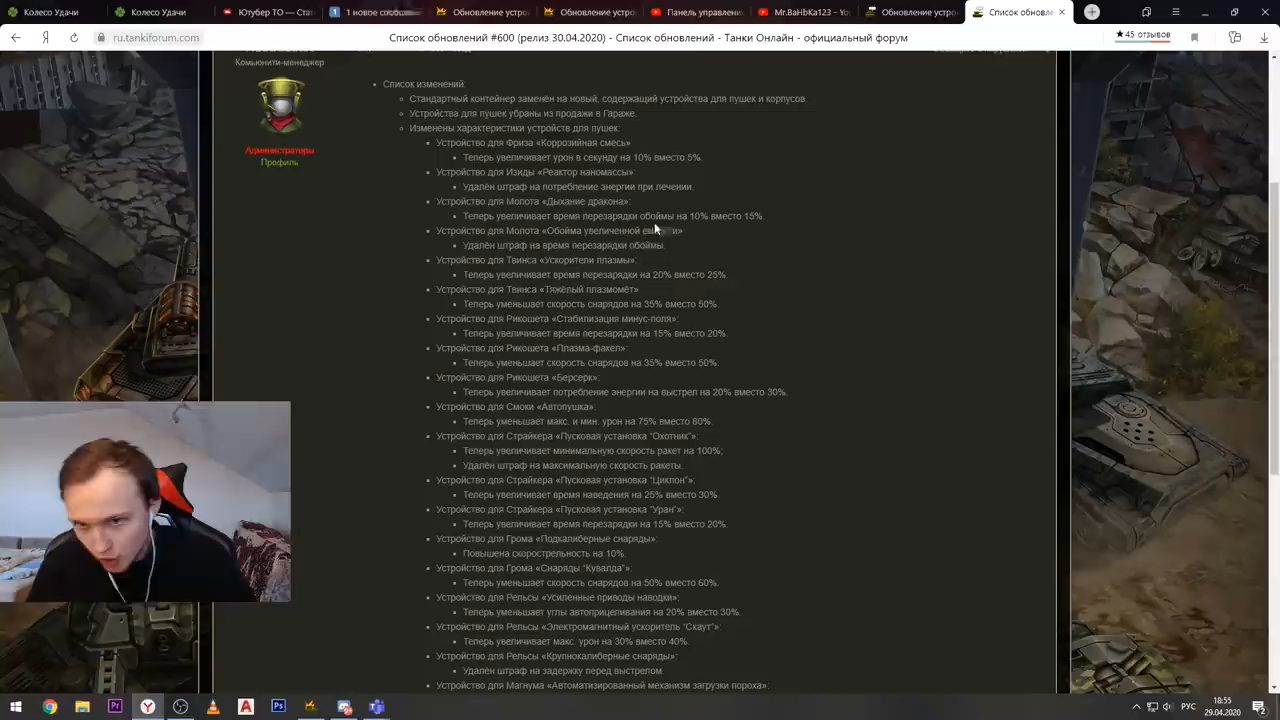 Колесо Удачи
Колесо Удачи
Ютубер ТО — Ста
1 новое со
Обновление устро
Обновление устр
Панель управлени
Mr.BaHbKa123 – Yo
Обновление устро
Список обновле
ru.tankiforum.com
Список обновлений #600 (релиз 30.04.2020) - Список обновлений - Танки Онлайн - официальный форум
★45 отзывов
Комьюнити-менеджер
Администраторы
Профиль
Список изменений:
Стандартный контейнер заменён на новый, содержащий устройства для пушек и корпусов.
Устройства для пушек убраны из продажи в Гараже.
Изменены характеристики устройств для пушек:
Устройство для Фриза «Коррозийная смесь»
Теперь увеличивает урон в секунду на 10% вместо 5%.
Устройство для Изиды «Реактор наномассы»:
Удалён штраф на потребление энергии при лечении.
Устройство для Молота «Дыхание дракона»:
Теперь увеличивает время перезарядки обоймы на 10% вместо 15%.
Устройство для Молота «Обойма увеличенной
Удалён штраф на время перезарядки обоймы.
Устройство для Твинса «Ускорители плазмы»:
Теперь увеличивает время перезарядки на 20% вместо 25%.
Устройство для Твинса «Тяжёлый плазмомёт»
Теперь уменьшает скорость снарядов на 35% вместо 50%.
Устройство для Рикошета «Стабилизация минус-поля»:
Теперь увеличивает время перезарядки на 15% вместо 20%.
Устройство для Рикошета «Плазма-факел»:
Теперь уменьшает скорость снарядов на 35% вместо 50%.
Устройство для Рикошета «Берсерк»:
Теперь увеличивает потребление энергии на выстрел на 20% вместо 30%.
Устройство для Смоки «Автопушка»:
Теперь уменьшает макс. и мин. урон на 75% вместо 80%.
Устройство для Страйкера «Пусковая установка "Охотник"»:
Теперь увеличивает минимальную скорость ракет на 100%;
Удалён штраф на максимальную скорость ракеты.
Устройство для Страйкера «Пусковая установка "Циклон"»:
Теперь увеличивает время наведения на 25% вместо 30%.
Устройство для Страйкера «Пусковая установка "Уран"»:
Теперь увеличивает время перезарядки на 15% вместо 20%.
Устройство для Грома «Подкалиберные снаряды»:
Повышена скорострельность на 10%.
Устройство для Грома «Снаряды "Кувалда"»:
Теперь уменьшает скорость снарядов на 50% вместо 60%.
Устройство для Рельсы «Усиленные приводы наводки»:
Теперь уменьшает углы автоприцеливания на 20% вместо 30%.
Устройство для Рельсы «Электромагнитный ускоритель "Скаут"»:
Теперь увеличивает макс. урон на 30% вместо 40%.
Устройство для Рельсы «Крупнокалиберные снаряды»:
Удалён штраф на задержку перед выстрелом.
Устройство для Магнума «Автоматизированный механизм загрузки пороха»:
РУС
18:55
29.04.2020